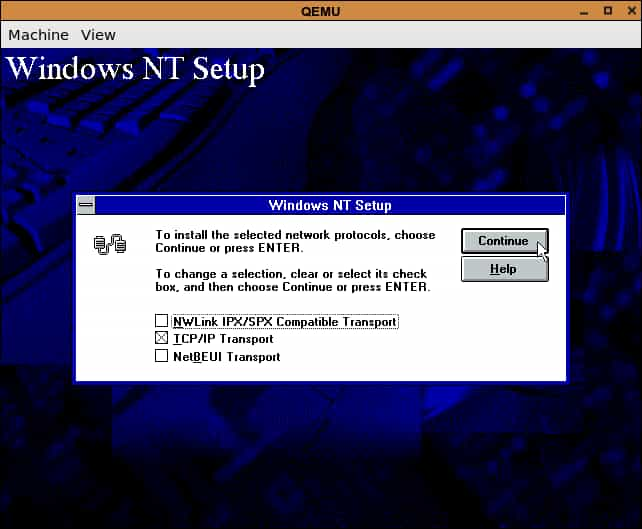 QEMU
Machine View
Windows NT Setup
Windows NT Setup
To install the selected network protocols, choose
Continue or press ENTER.
To change a selection, clear or select its check
box, and then choose Continue or press ENTER.
Continue
Help
NWLink IPX/SPX Compatible Transport
TCP/IP Transport
NetBEUI Transport